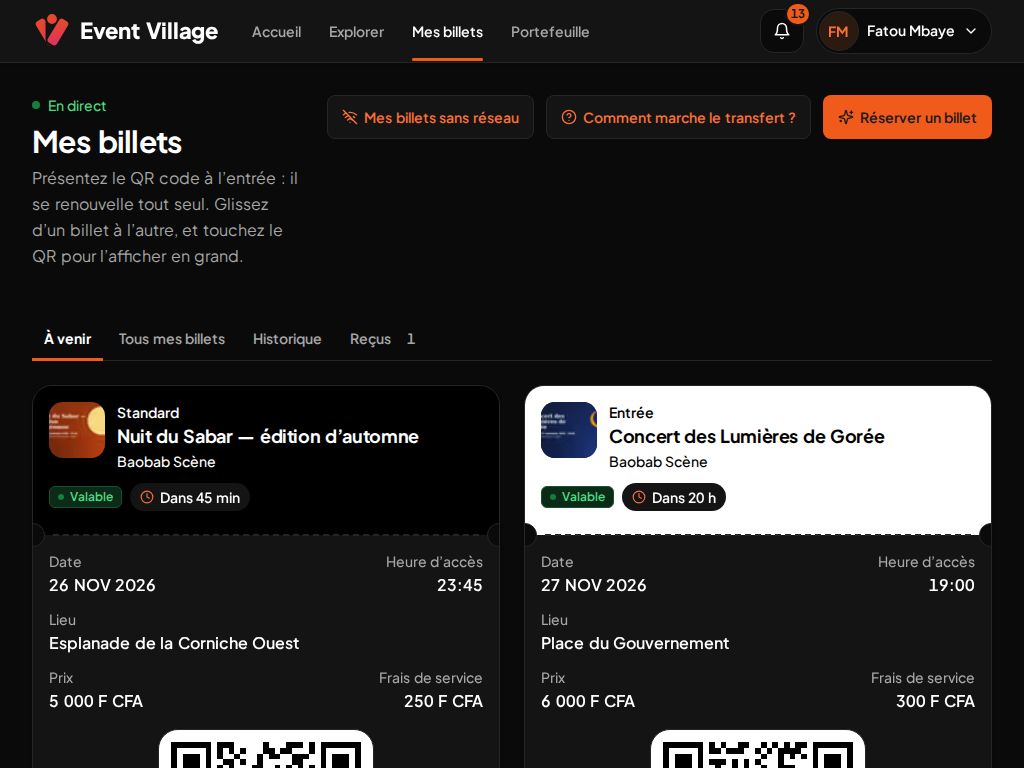 Event Village
Accueil
Explorer
Mes billets
Portefeuille
13
FM
Fatou Mbaye
En direct
Mes billets
Présentez le QR code à l’entrée : il
se renouvelle tout seul. Glissez
d’un billet à l’autre, et touchez le
QR pour l’afficher en grand.
Mes billets sans réseau
Comment marche le transfert ?
Réserver un billet
À venir
Tous mes billets
Historique
Reçus 1
Standard
Nuit du Sabar — édition d’automne
Baobab Scène
Valable
Dans 45 min
Date
Heure d’accès
26 NOV 2026
23:45
Lieu
Esplanade de la Corniche Ouest
Prix
Frais de service
5 000 F CFA
250 F CFA
Entrée
Concert des Lumières de Gorée
Baobab Scène
Valable
Dans 20 h
Date
Heure d’accès
27 NOV 2026
19:00
Lieu
Place du Gouvernement
Prix
Frais de service
6 000 F CFA
300 F CFA